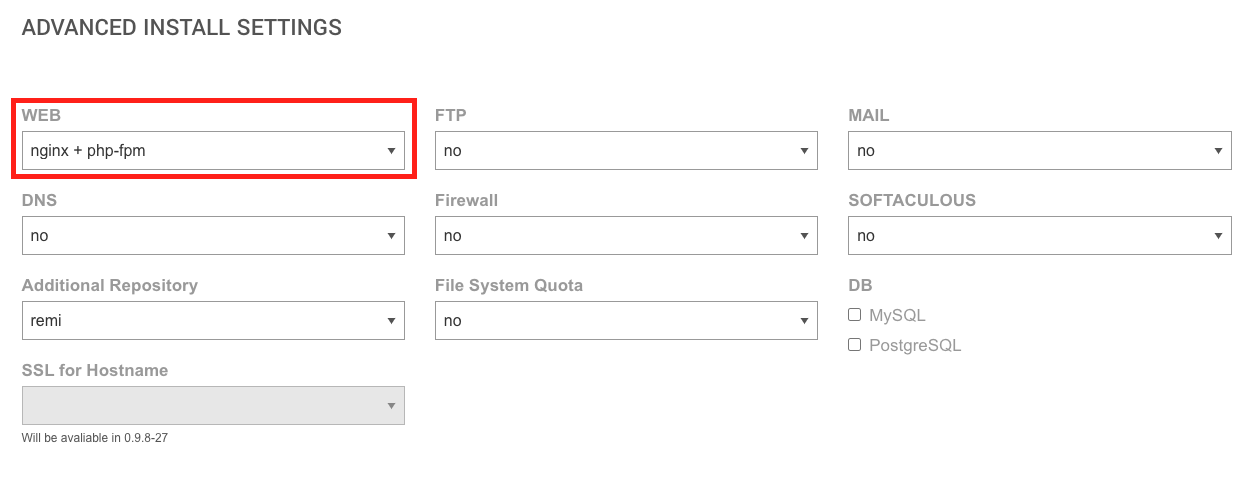 ADVANCED INSTALL SETTINGS
WEB
nginx + php-fpm
FTP
no
MAIL
no
DNS
no
Firewall
no
SOFTACULOUS
no
Additional Repository
remi
File System Quota
no
DB
MySQL
PostgreSQL
SSL for Hostname
Will be avaliable in 0.9.8-27